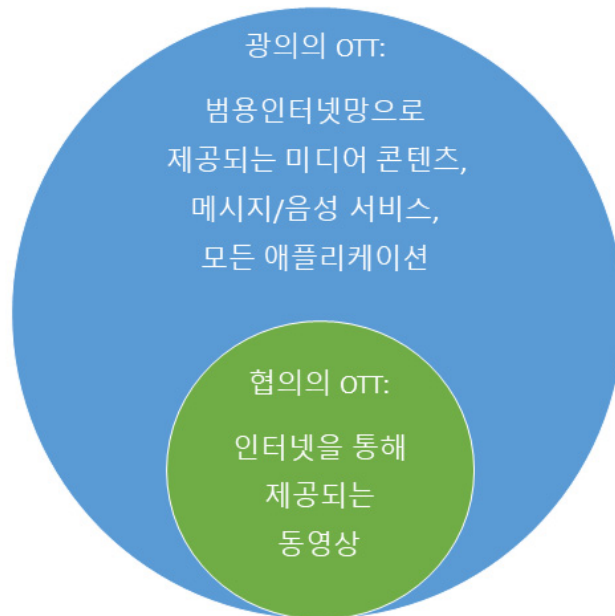 광의의 OTT:
범용인터넷망으로
제공되는 미디어 콘텐츠,
메시지/음성 서비스,
모든 애플리케이션
협의의 OTT:
인터넷을 통해
제공되는
동영상